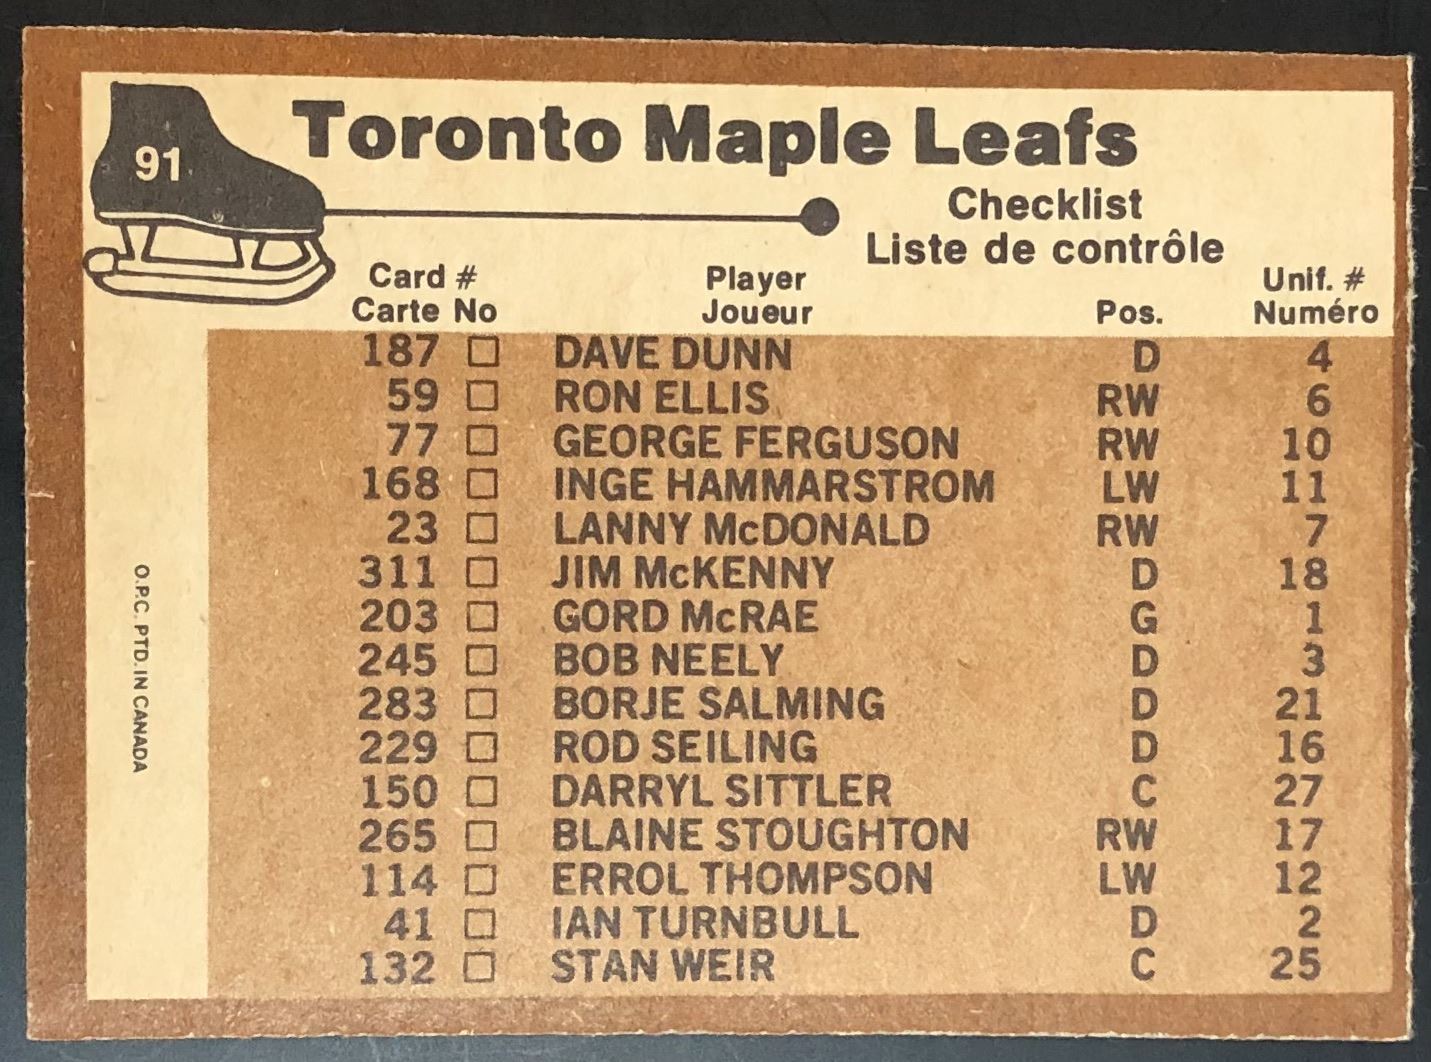 91
Toronto Maple Leafs
Checklist
Liste de contrôle
Card # Player Unif. #
Carte No Joueur Pos. Numéro
187 DAVE DUNN D 4
59 RON ELLIS RW 6
77 GEORGE FERGUSON RW 10
168 INGE HAMMARSTROM LW 11
23 LANNY McDONALD RW 7
311 JIM McKENNY D 18
203 GORD McRAE G 1
245 BOB NEELY D 3
283 BORJE SALMING D 21
229 ROD SEILING D 16
150 DARRYL SITTLER C 27
265 BLAINE STOUGHTON RW 17
114 ERROL THOMPSON LW 12
41 IAN TURNBULL D 2
132 STAN WEIR C 25
O.P.C. PTD. IN CANADA